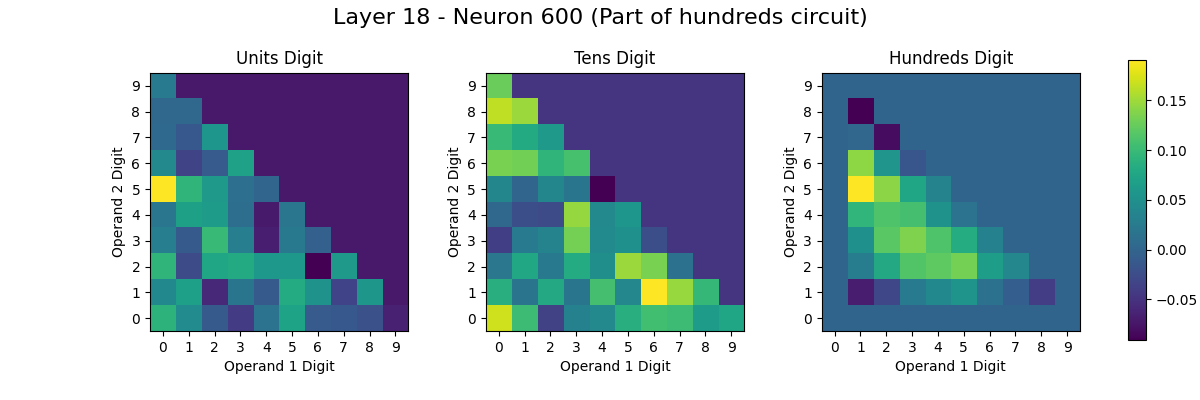 Layer 18 - Neuron 600 (Part of hundreds circuit)
Units Digit
Tens Digit
Hundreds Digit
Operand 2 Digit
9
8
7
6
5
4
3
2
1
0
0 1 2 3 4 5 6 7 8 9
Operand 1 Digit
Operand 2 Digit
9
8
7
6
5
4
3
2
1
0
0 1 2 3 4 5 6 7 8 9
Operand 1 Digit
Operand 2 Digit
9
8
7
6
5
4
3
2
1
0
0 1 2 3 4 5 6 7 8 9
Operand 1 Digit
0.15
0.10
0.05
0.00
−0.05